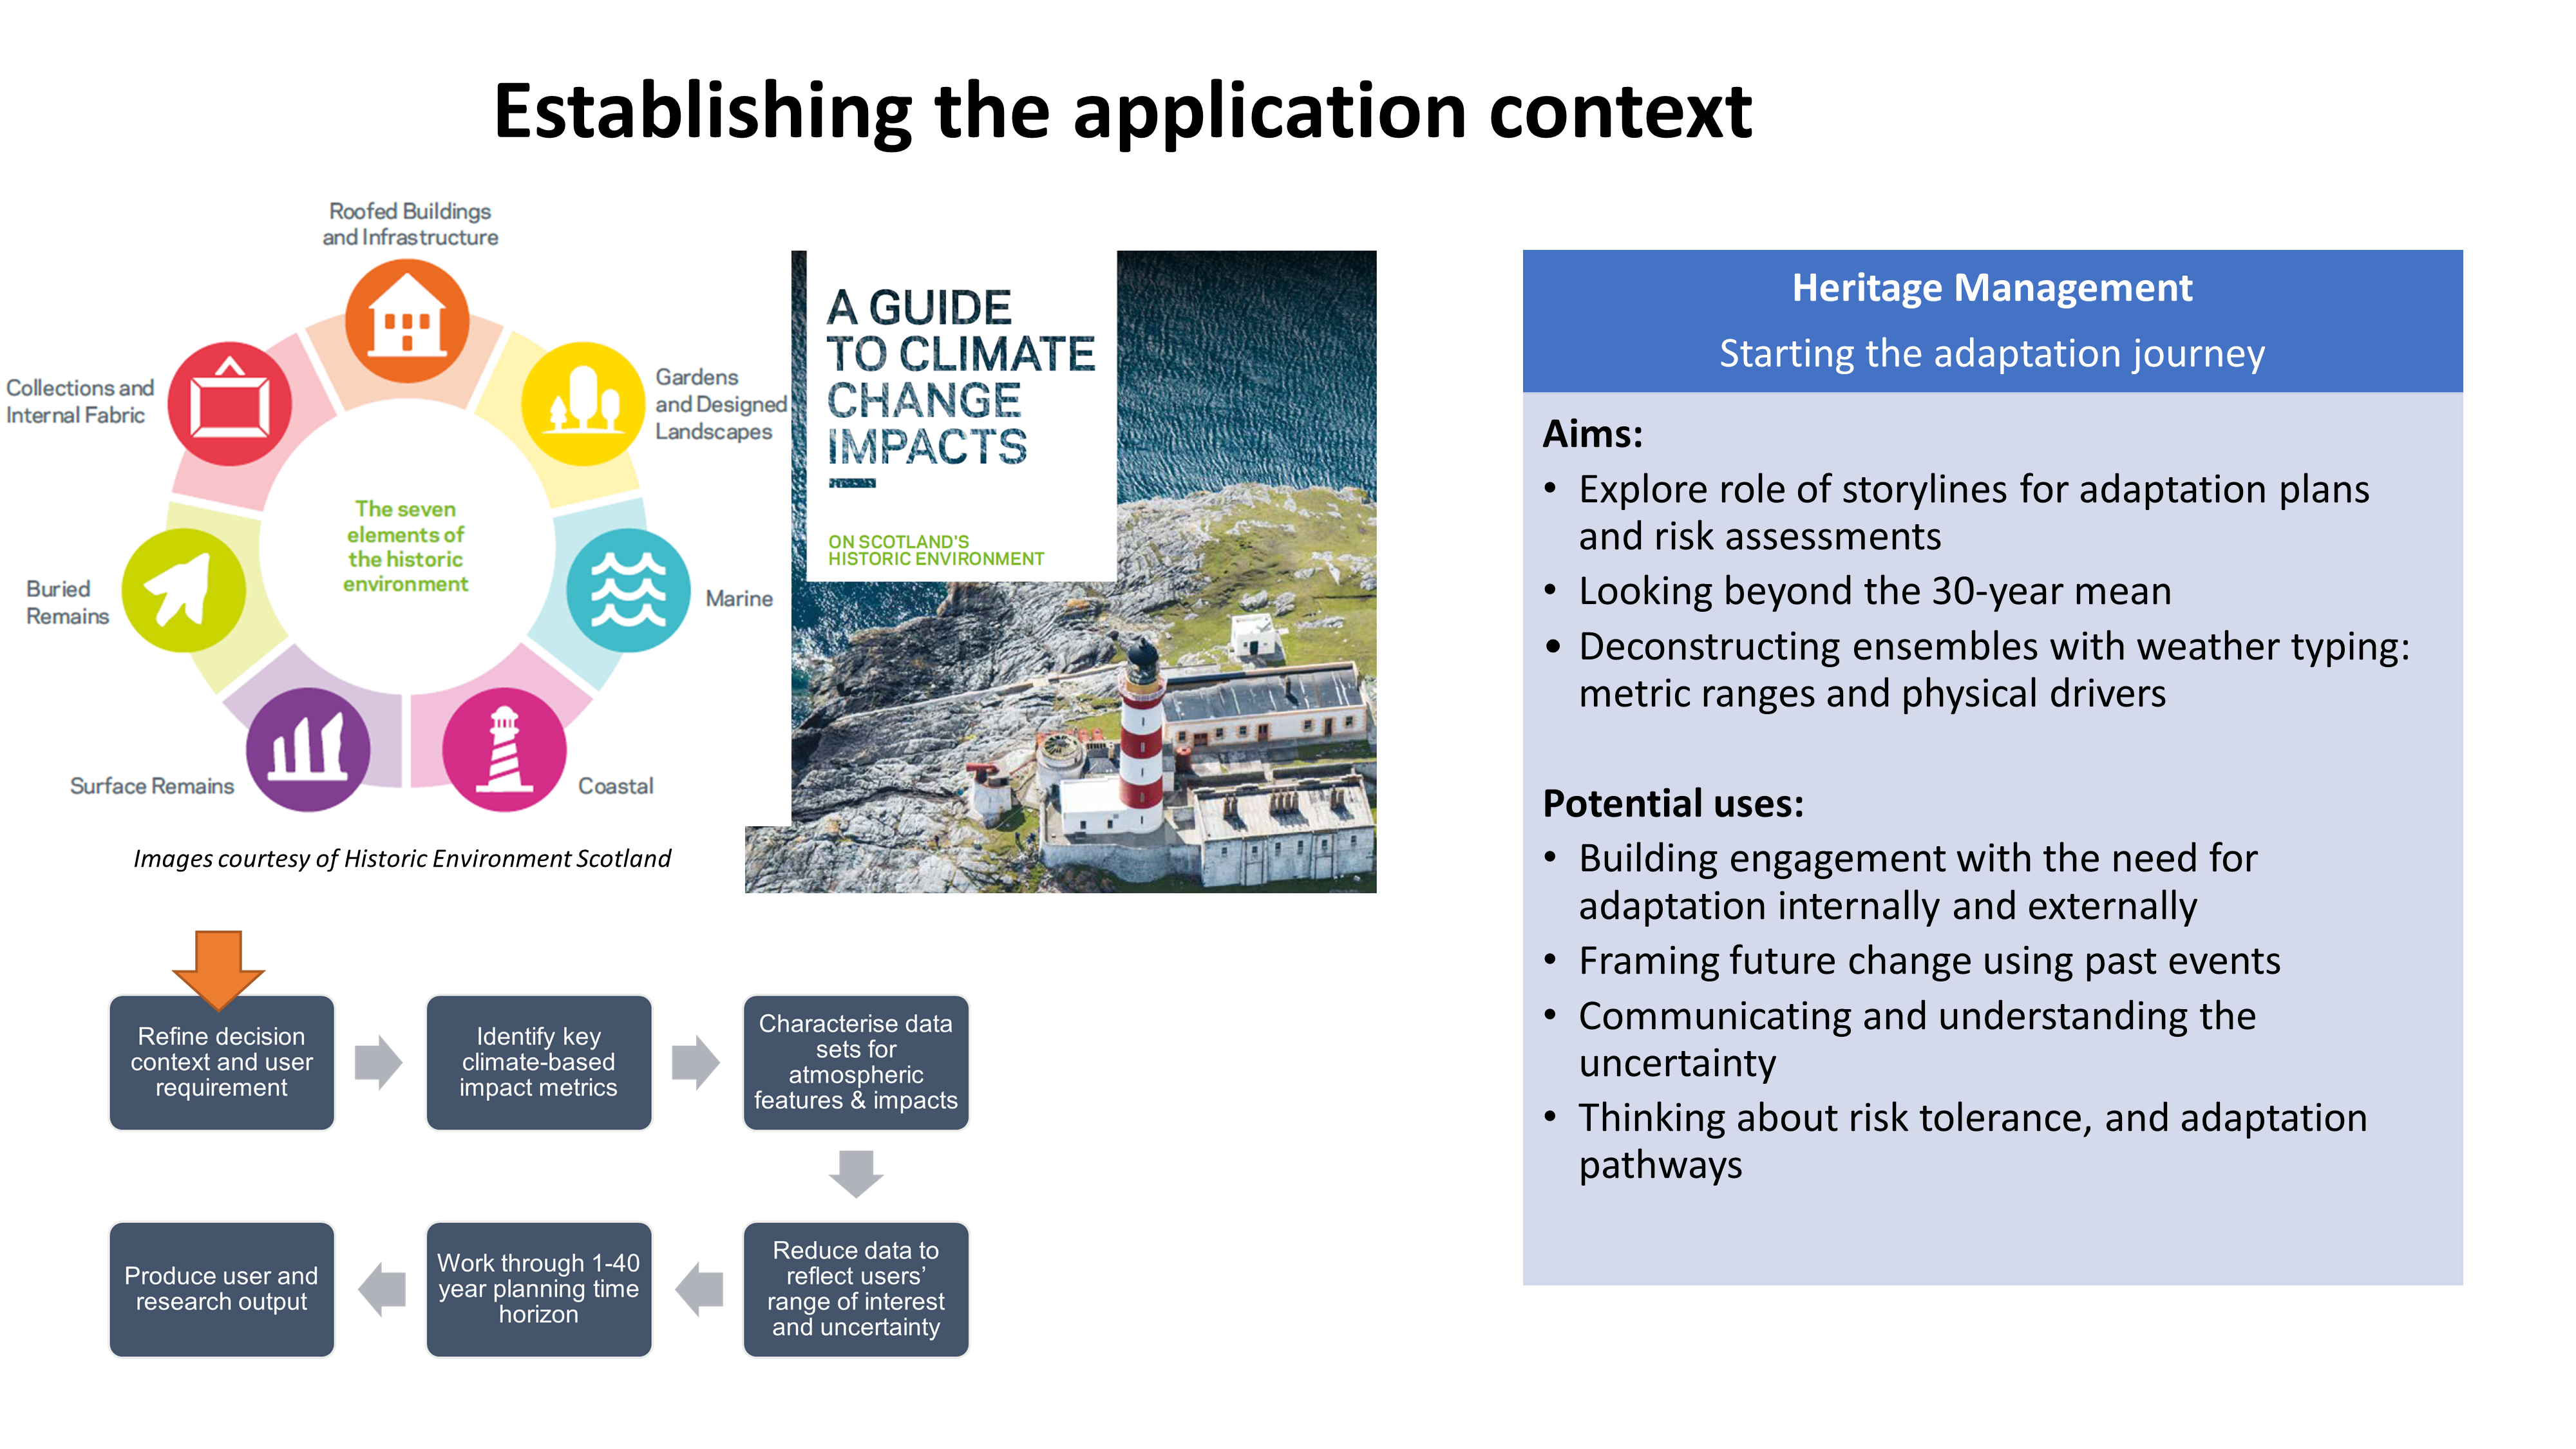 Establishing the application context
Roofed Buildings
and Infrastructure
Collections and
Internal Fabric
Gardens
and Designed
Landscapes
The seven
elements of
the historic
environment
Buried
Remains
Marine
Surface Remains
Coastal
Images courtesy of Historic Environment Scotland
A GUIDE
TO CLIMATE
CHANGE
IMPACTS
ON SCOTLAND'S
HISTORIC ENVIRONMENT
Refine decision
context and user
requirement
Identify key
climate-based
impact metrics
Characterise data
sets for
atmospheric
features & impacts
Reduce data to
reflect users’
range of interest
and uncertainty
Work through 1-40
year planning time
horizon
Produce user and
research output
Heritage Management
Starting the adaptation journey
Aims:
• Explore role of storylines for adaptation plans
and risk assessments
• Looking beyond the 30-year mean
• Deconstructing ensembles with weather typing:
metric ranges and physical drivers
Potential uses:
• Building engagement with the need for
adaptation internally and externally
• Framing future change using past events
• Communicating and understanding the
uncertainty
• Thinking about risk tolerance, and adaptation
pathways